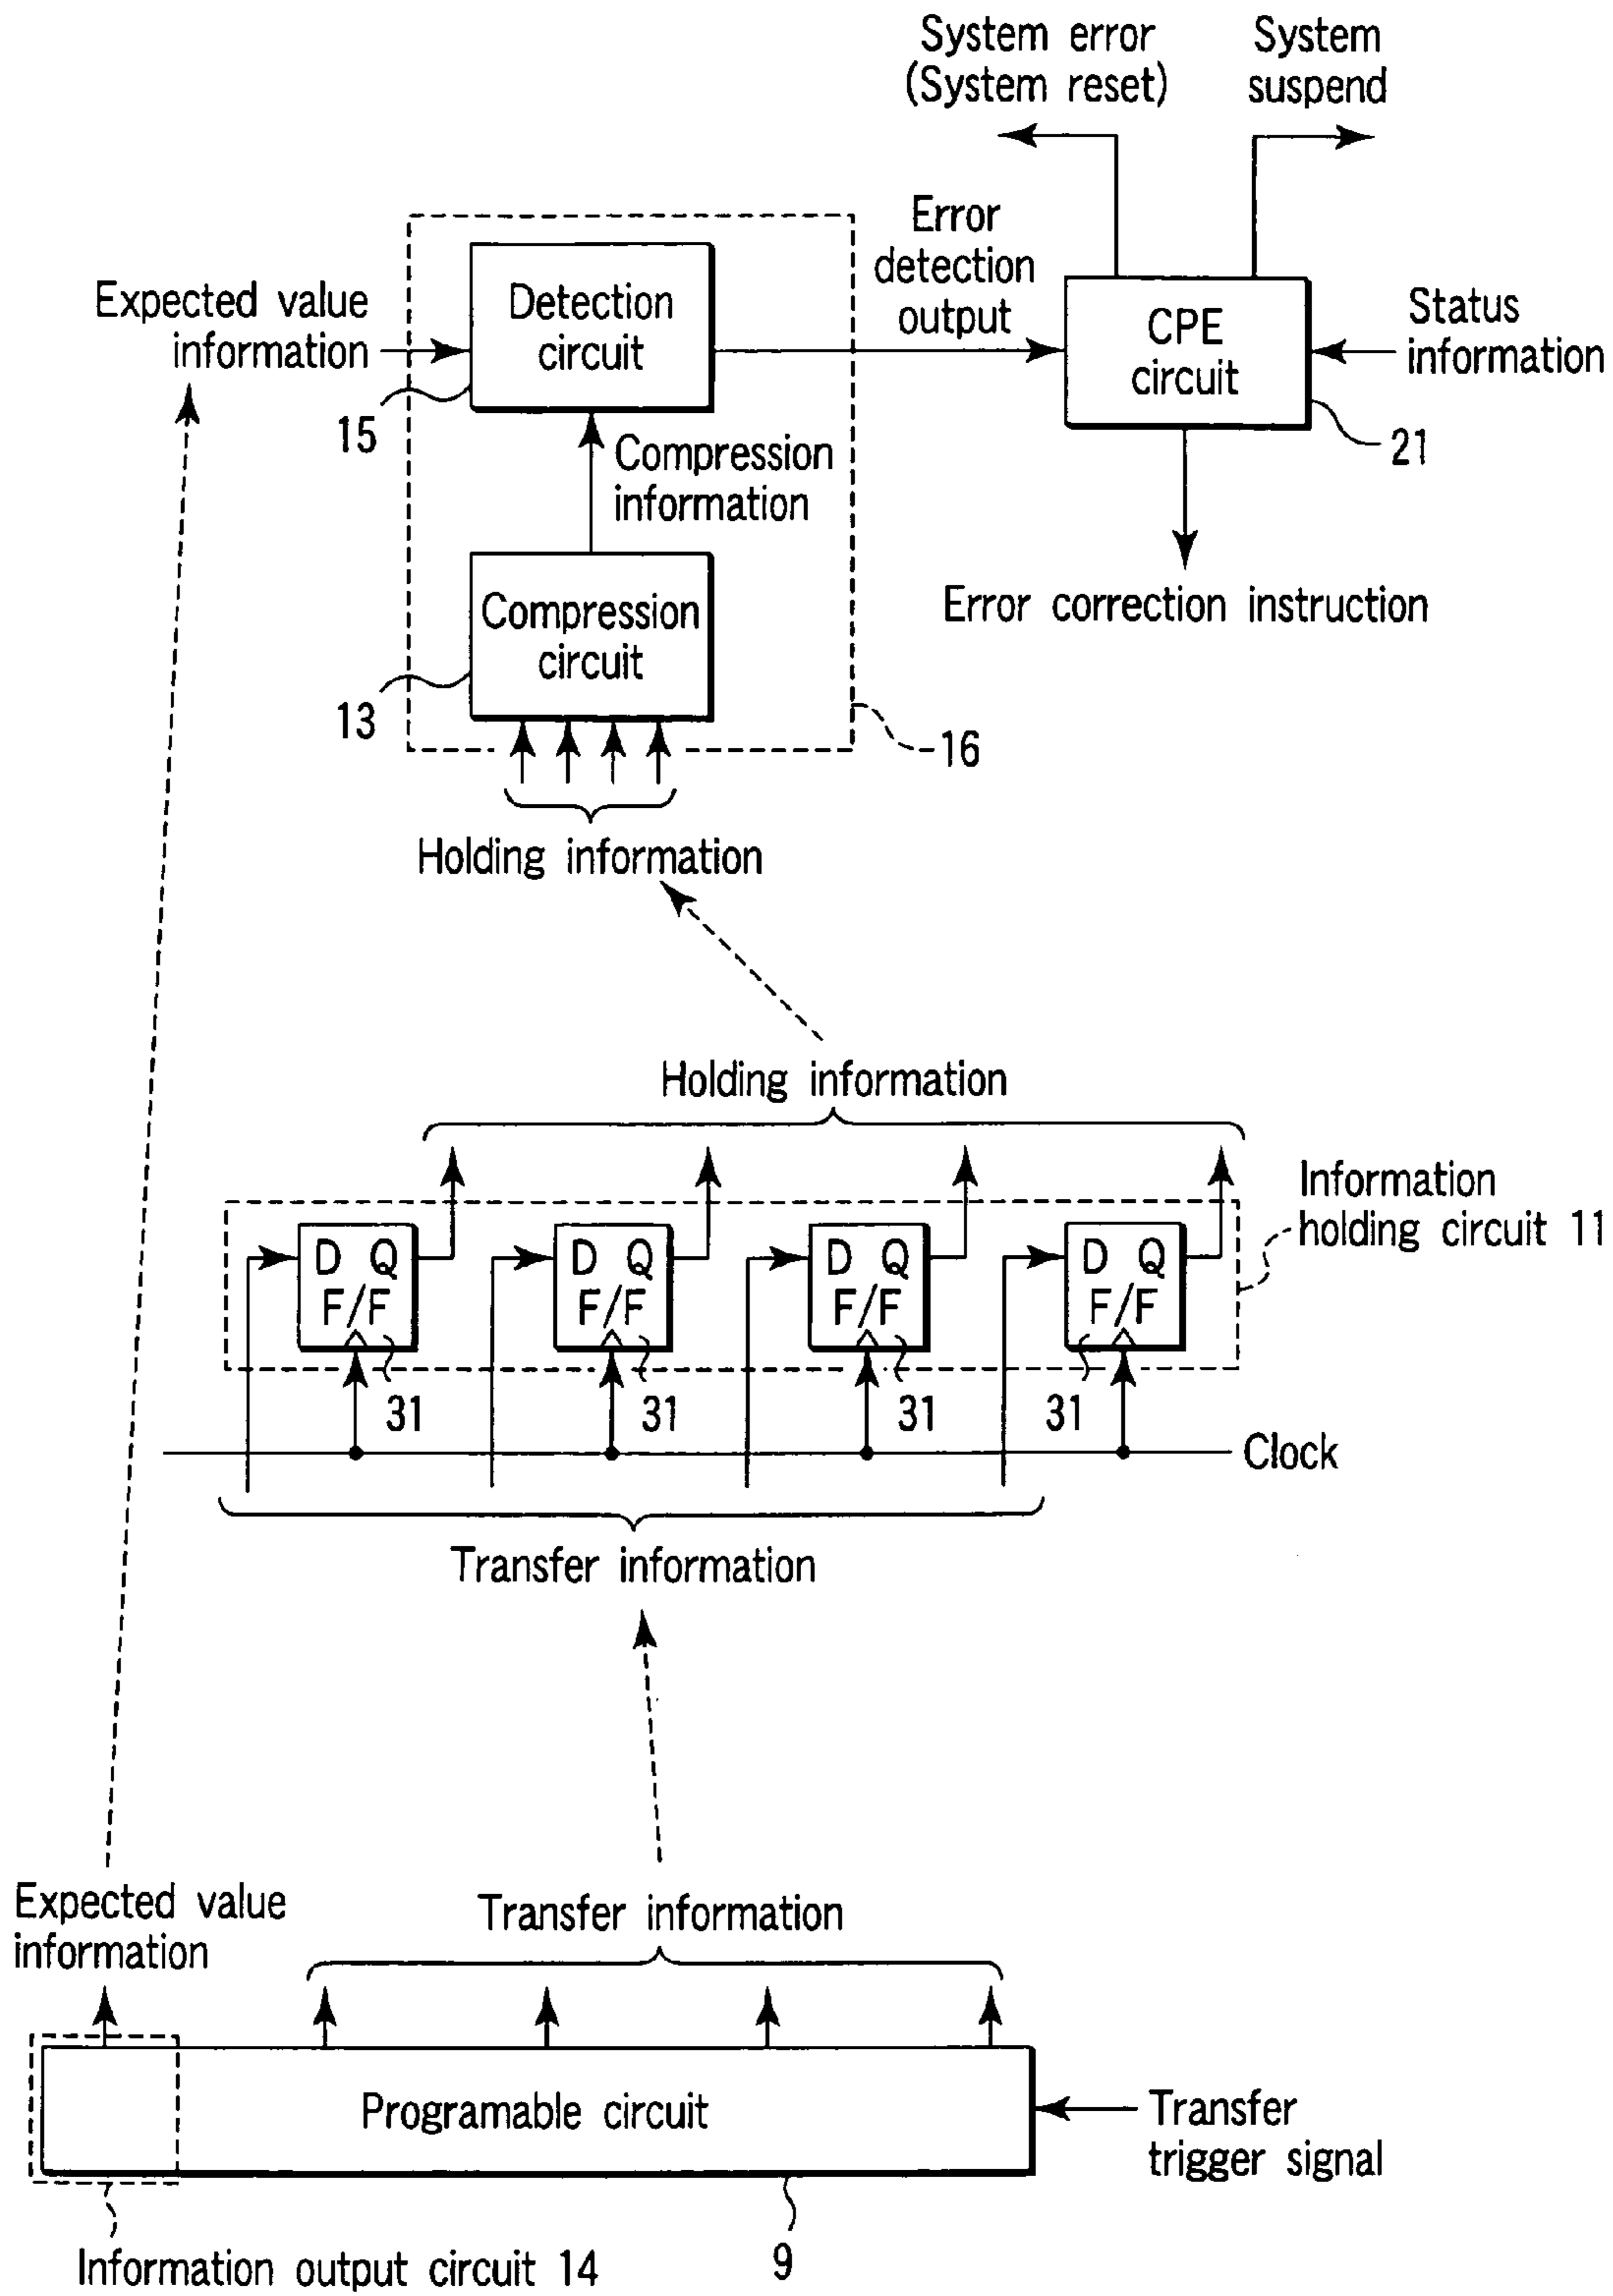 System error
(System reset)
System
suspend
Error
detection
output
Expected value
information
Detection
circuit
CPE
circuit
Status
information
15
21
Compression
information
Compression
circuit
Error correction instruction
13
16
Holding information
Holding information
Information
holding circuit 11
D Q
F/F
D Q
F/F
D Q
F/F
D Q
F/F
31
31
31
31
Clock
Transfer information
Expected value
information
Transfer information
Programable circuit
Transfer
trigger signal
Information output circuit 14
9